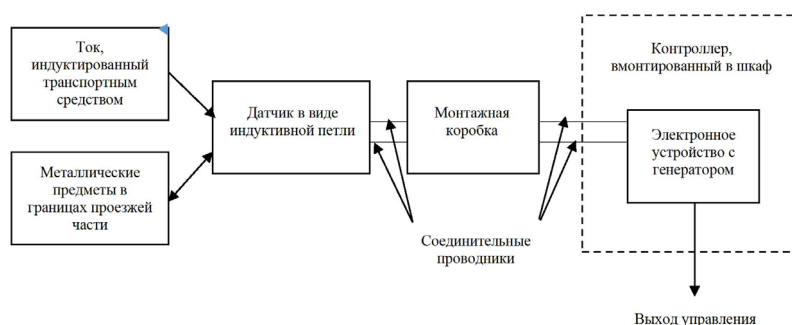 Ток,
индуктированный
транспортным
средством
Металлические
предметы в
границах проезжей
части
Датчик в виде
индуктивной петли
Монтажная
коробка
Соединительные
проводники
Контроллер,
вмонтированный в шкаф
Электронное
устройство с
генератором
Выход управления